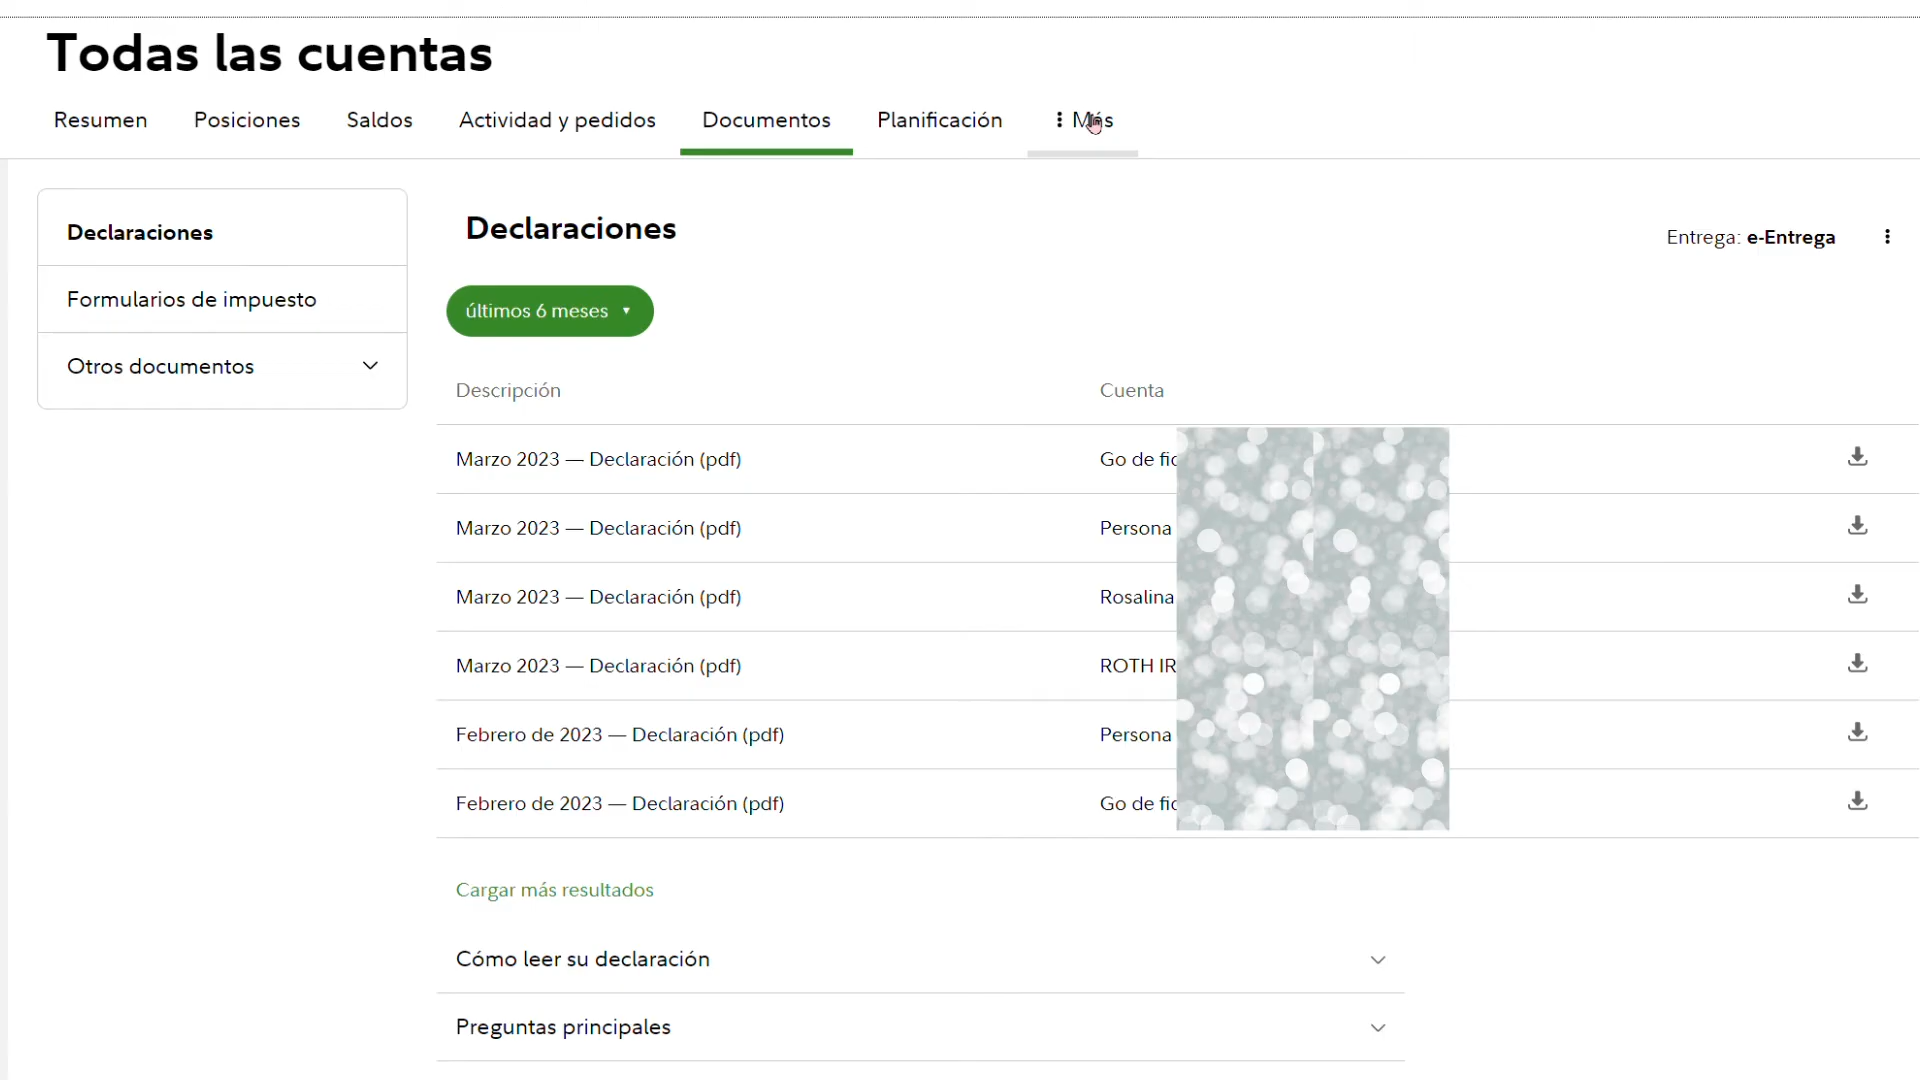 Todas las cuentas
Resumen Posiciones Saldos Actividad y pedidos Documentos Planificación Más
Declaraciones
Formularios de impuesto
Otros documentos
Declaraciones
Entrega: e-Entrega
últimos 6 meses
Descripción Cuenta
Marzo 2023 — Declaración (pdf) Go de
Marzo 2023 — Declaración (pdf) Persona
Marzo 2023 — Declaración (pdf) Rosalina
Marzo 2023 — Declaración (pdf) ROTH
Febrero de 2023 — Declaración (pdf) Persona
Febrero de 2023 — Declaración (pdf) Go de
Cargar más resultados
Cómo leer su declaración
Preguntas principales